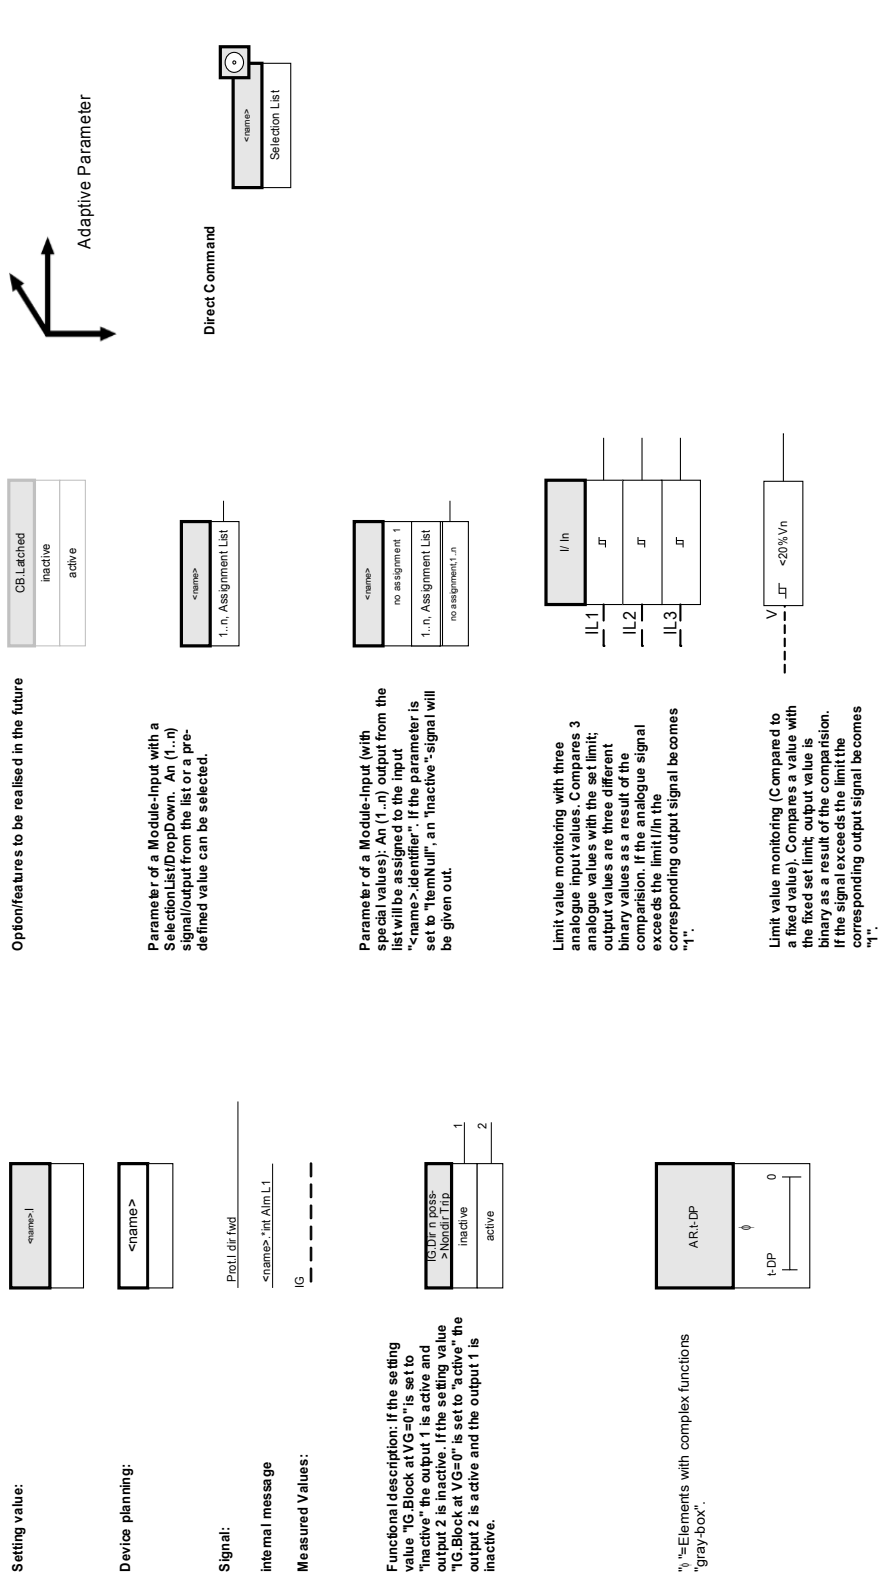 Setting value:
<name>.I
Device planning:
<name>
Signal:
Prot.I dir fwd
internal message
<name>.*int Alm L1
Measured Values:
IG
Functional description: If the setting
value "IG.Block at VG=0" is set to
"inactive" the output 1 is active and
output 2 is inactive. If the setting value
"IG.Block at VG=0" is set to "active" the
output 2 is active and the output 1 is
inactive.
IG.Dir n poss-
>Nondir Trip
inactive
1
active
2
"ϕ"=Elements with complex functions
"gray-box".
AR.t-DP
ϕ
t-DP
0
Option/features to be realised in the future
CB.Latched
inactive
active
Parameter of a Module-Input with a
SelectionList/DropDown. An (1..n)
signal/output from the list or a pre-
defined value can be selected.
<name>
1..n, Assignment List
Parameter of a Module-Input (with
special values): An (1..n) output from the
list will be assigned to the input
"<name>.identifier". If the parameter is
set to "ItemNull", an "inactive"-signal will
be given out.
<name>
no assignment 1
1..n, Assignment List
no assignment,1..n
Limit value monitoring with three
analogue input values. Compares 3
analogue values with the set limit;
output values are three different
binary values as a result of the
comparision. If the analogue signal
exceeds the limit I/In the
corresponding output signal becomes
"1".
I/ In
IL1
IL2
IL3
Limit value monitoring (Compared to
a fixed value). Compares a value with
the fixed set limit; output value is
binary as a result of the comparision.
If the signal exceeds the limit the
corresponding output signal becomes
"1".
V
<20% Vn
Adaptive Parameter
Direct Command
<name>
Selection List